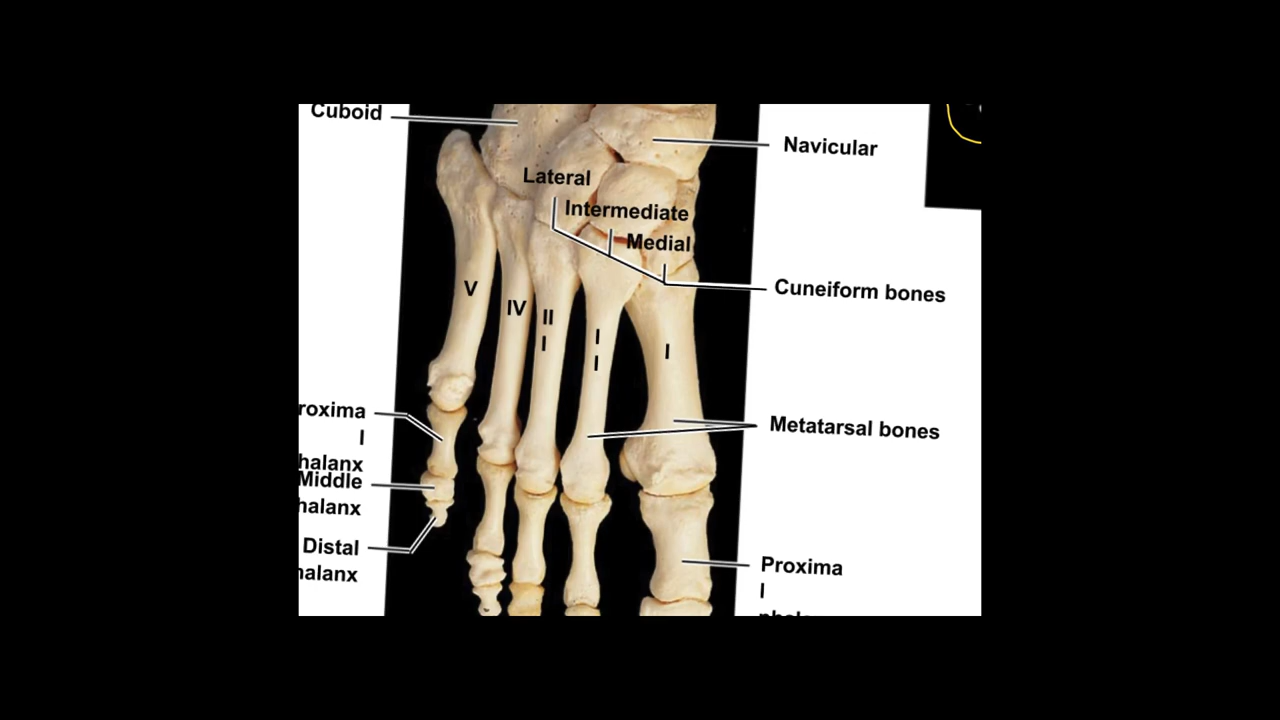 Cuboid
Navicular
Lateral
Intermediate
Medial
Cuneiform bones
V
IV
II
I
I
I
I
roxima
l
halanx
Metatarsal bones
Middle
halanx
Distal
halanx
Proxima
l